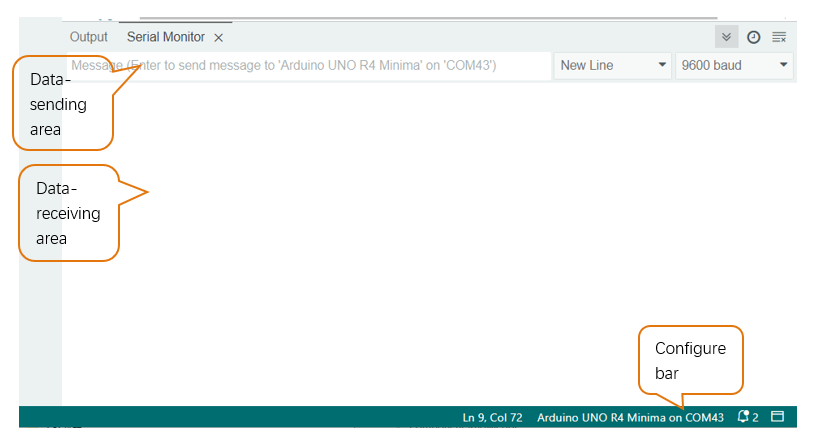 Output Serial Monitor ×
Message (Enter to send message to 'Arduino UNO R4 Minima' on 'COM43') New Line 9600 baud
Data-
sending
area
Data-
receiving
area
Configure
bar
Ln 9, Col 72 Arduino UNO R4 Minima on COM43 2